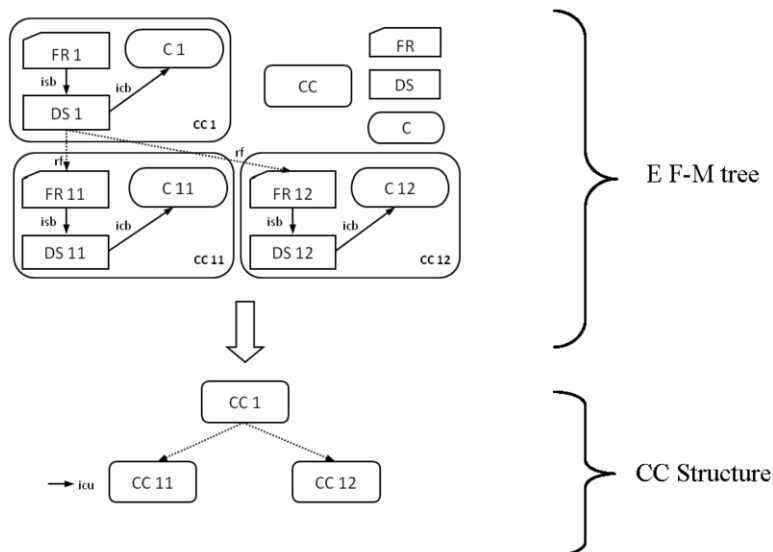 FR 1
C 1
isb
icb
DS 1
CC 1
FR
CC
DS
C
rf
rf
FR 11
C 11
isb
icb
DS 11
CC 11
FR 12
C 12
isb
icb
DS 12
CC 12
E F-M tree
CC 1
icu
CC 11
CC 12
CC Structure